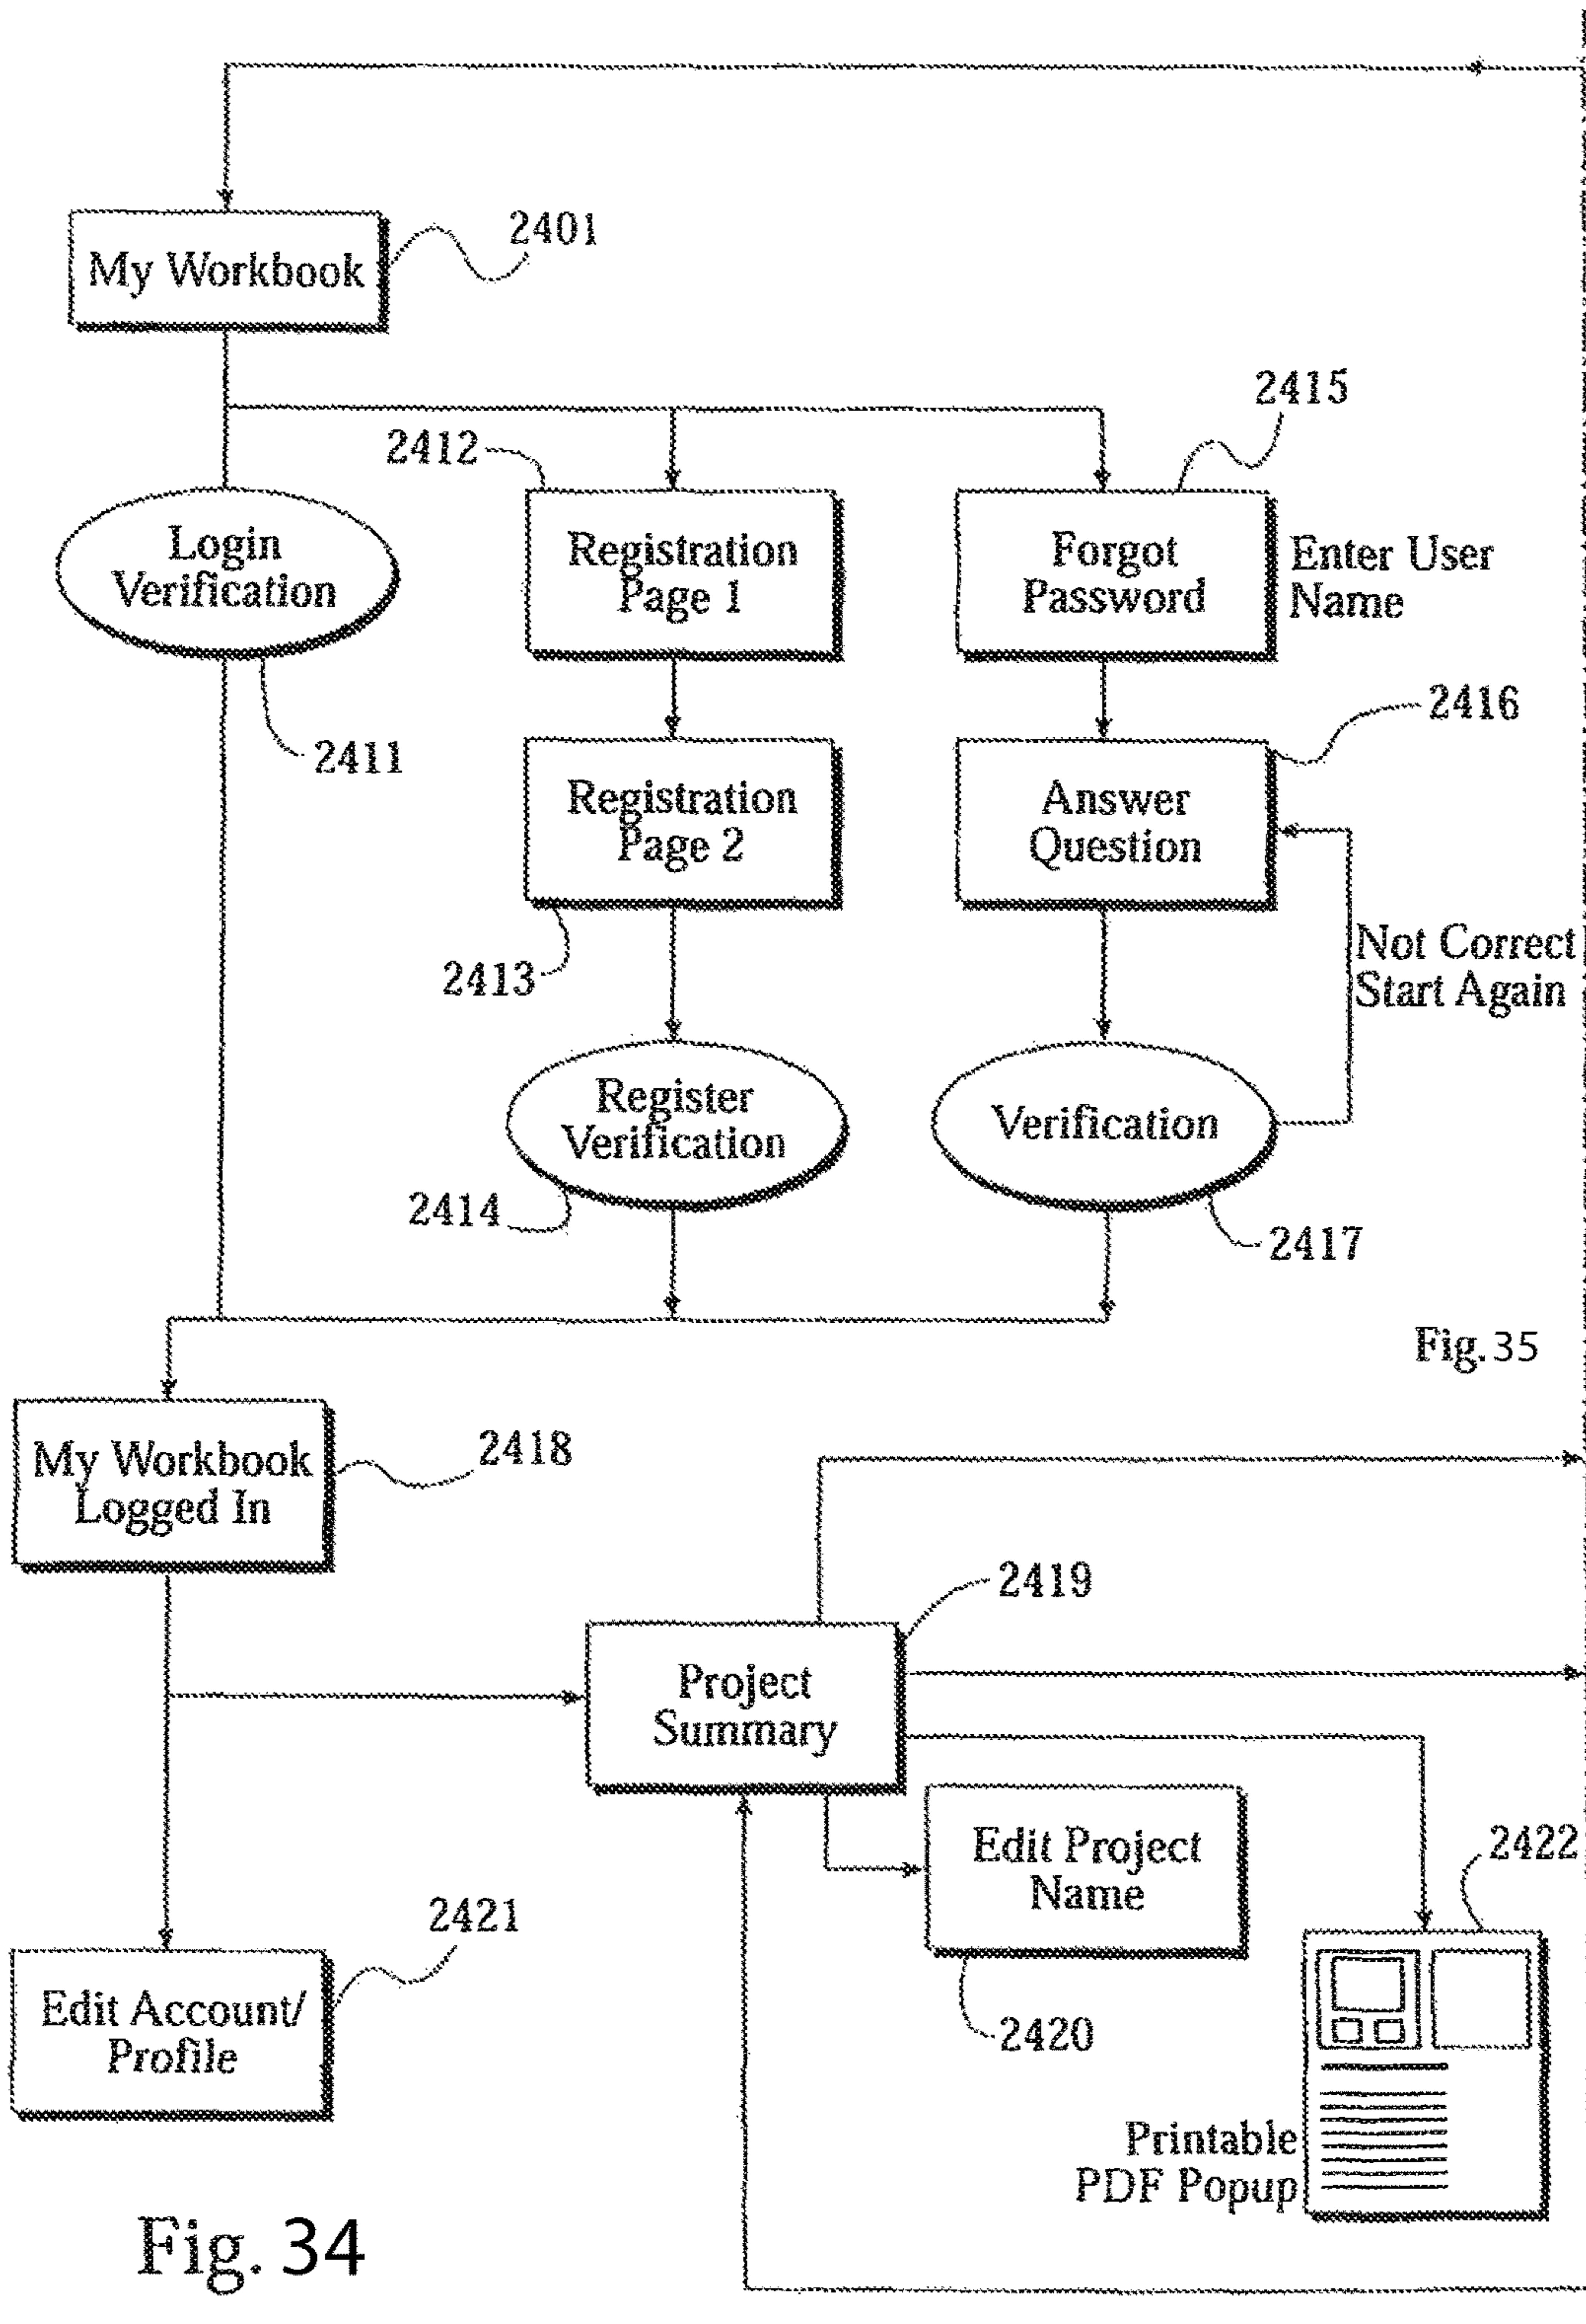 2401
My Workbook
2415
2412
Login
Verification
Registration
Page 1
Forgot
Password
Enter User
Name
2411
2416
Registration
Page 2
Answer
Question
2413
Not Correct
Start Again
Register
Verification
Verification
2414
2417
Fig. 35
My Workbook
Logged In
2418
2419
Project
Summary
Edit Project
Name
2422
2421
2420
Edit Account/
Profile
Printable
PDF Popup
Fig. 34